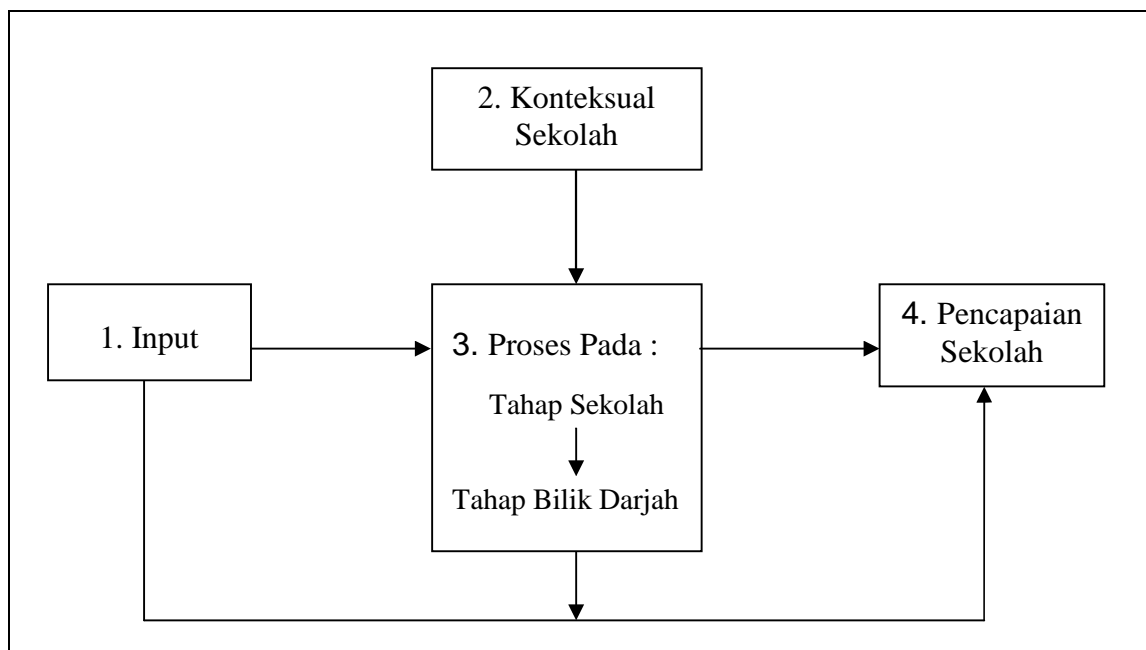 2. Konteksual
Sekolah
1. Input
3. Proses Pada :
Tahap Sekolah
Tahap Bilik Darjah
4. Pencapaian
Sekolah